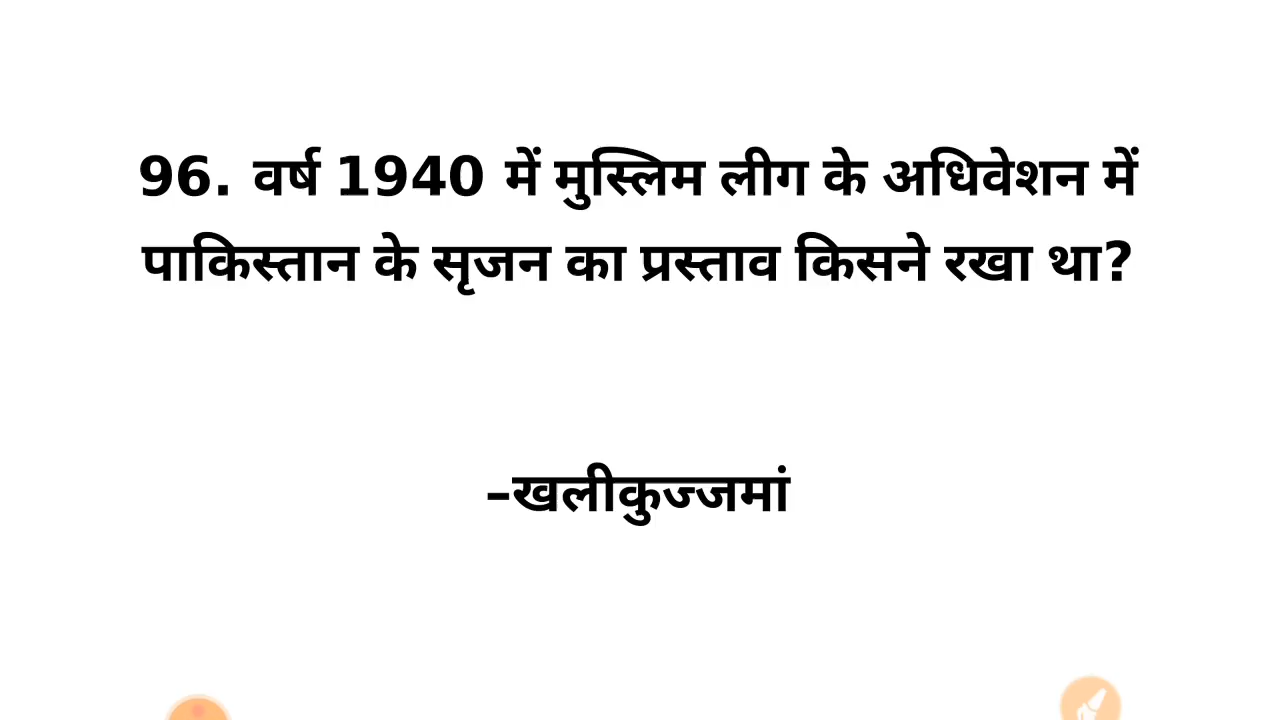 96. वर्ष 1940 में मुस्लिम लीग के अधिवेशन में
पाकिस्तान के सृजन का प्रस्ताव किसने रखा था?
–खलीकुज्जमां